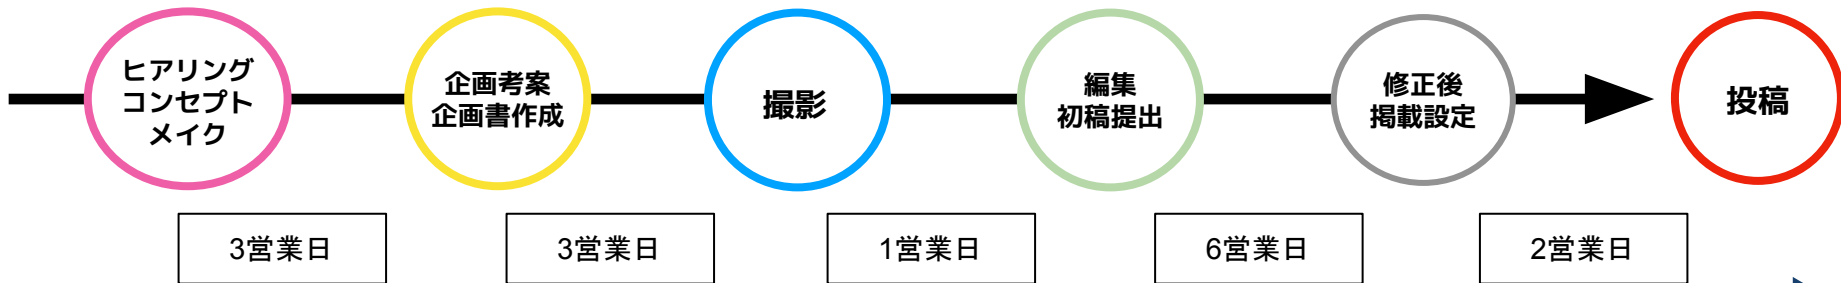 ヒアリング
コンセプト
メイク
企画考案
企画書作成
撮影
編集
初稿提出
修正後
掲載設定
投稿
3営業日
3営業日
1営業日
6営業日
2営業日